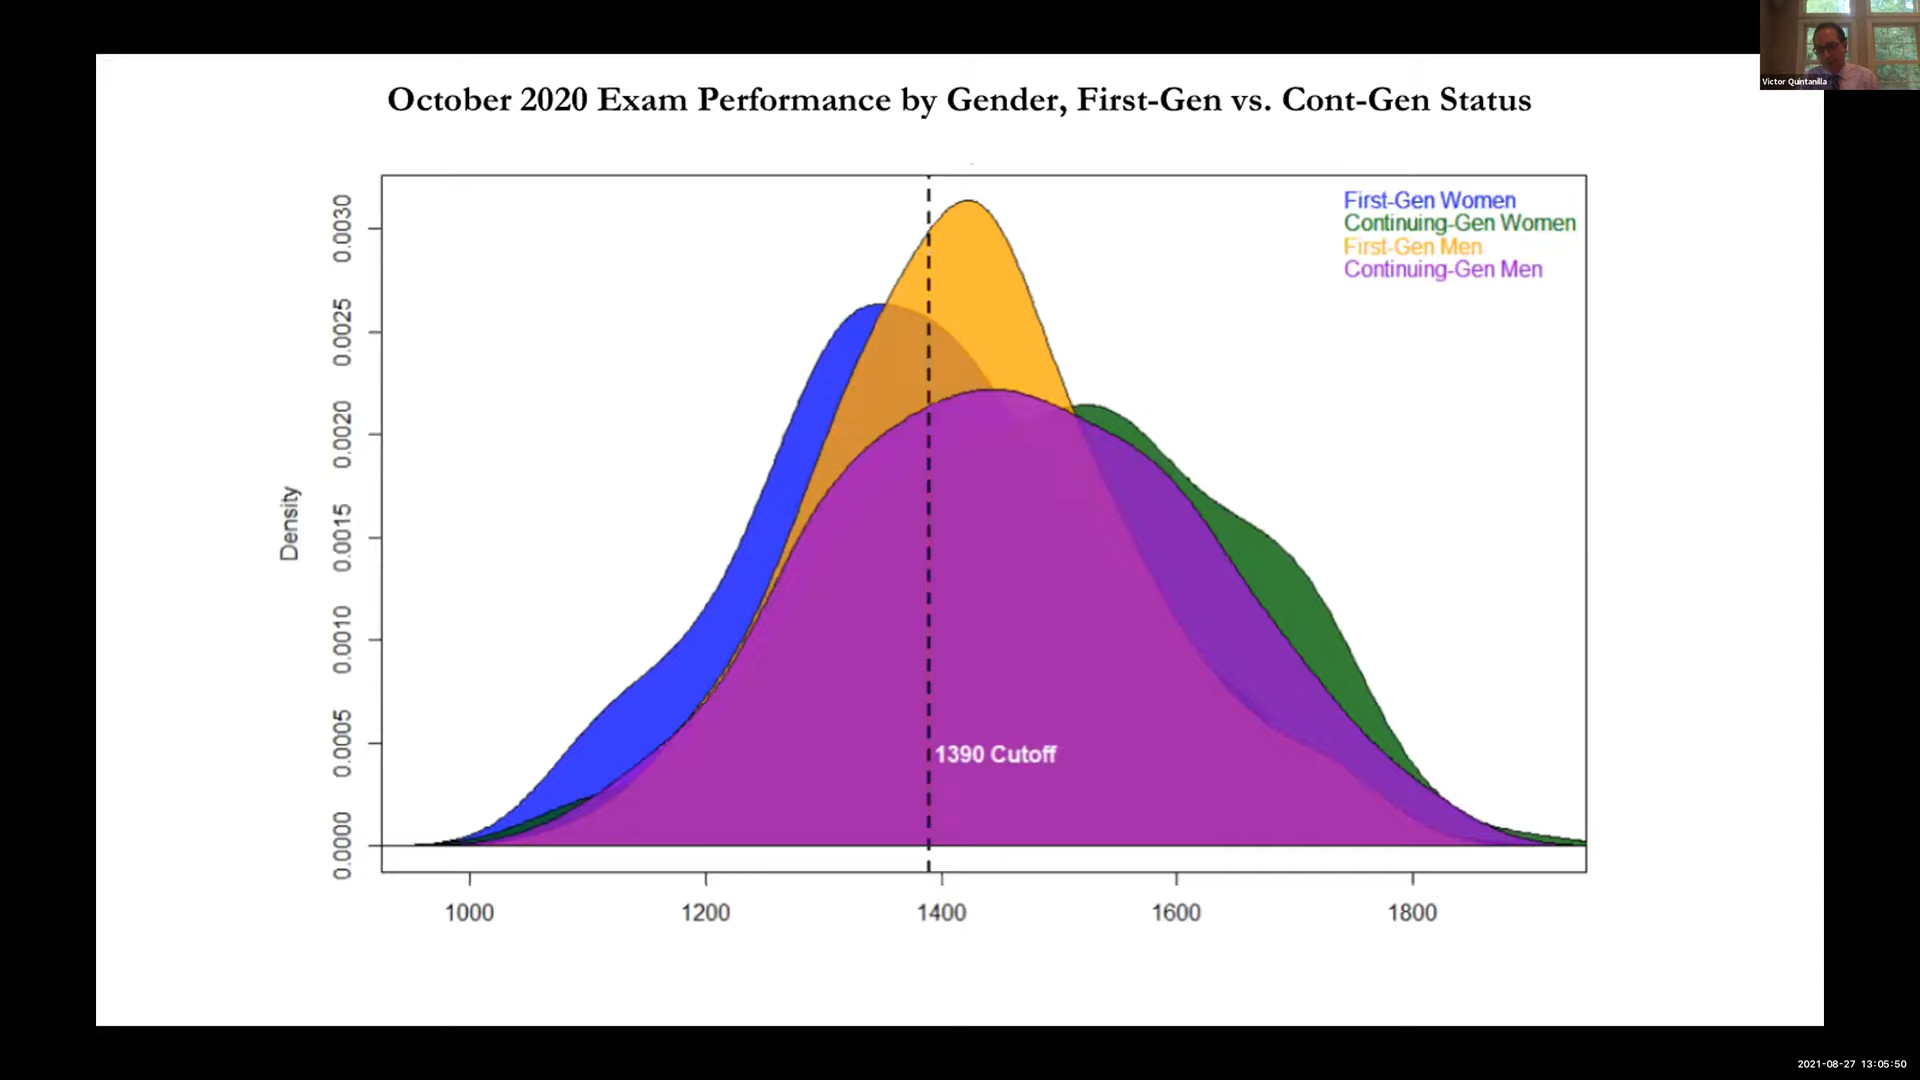 Victor Quintanilla
October 2020 Exam Performance by Gender, First-Gen vs. Cont-Gen Status
First-Gen Women
Continuing-Gen Women
First-Gen Men
Continuing-Gen Men
0.0030
0.0025
0.0020
0.0015
0.0010
0.0005
0.0000
Density
1390 Cutoff
1000 1200 1400 1600 1800
2021-08-27 13:05:50